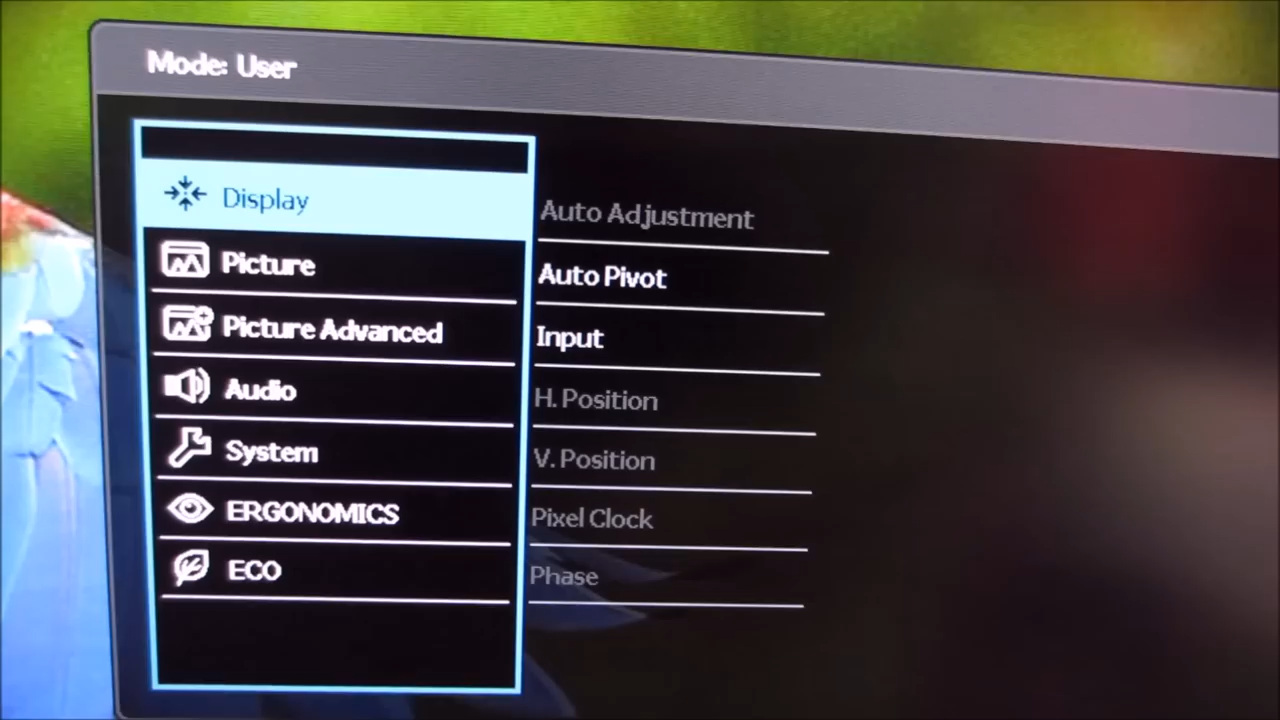 Mode: User
Display
Picture
Picture Advanced
Audio
System
ERGONOMICS
ECO
Auto Adjustment
Auto Pivot
Input
H. Position
V. Position
Pixel Clock
Phase